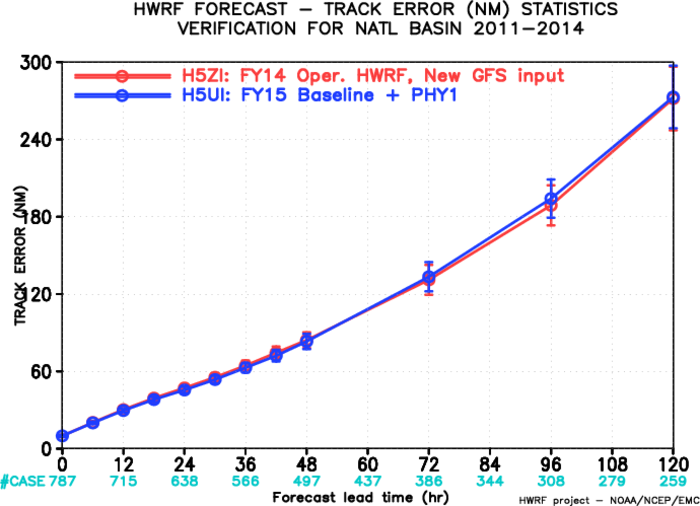 HWRF FORECAST – TRACK ERROR (NM) STATISTICS
VERIFICATION FOR NATL BASIN 2011–2014
H5ZI: FY14 Oper. HWRF, New GFS input
H5UI: FY15 Baseline + PHY1
TRACK ERROR (NM)
300
240
180
120
60
0
0 12 24 36 48 60 72 84 96 108 120
#CASE 787 715 638 566 497 437 386 344 308 279 259
Forecast lead time (hr)
HWRF project – NOAA/NCEP/EMC